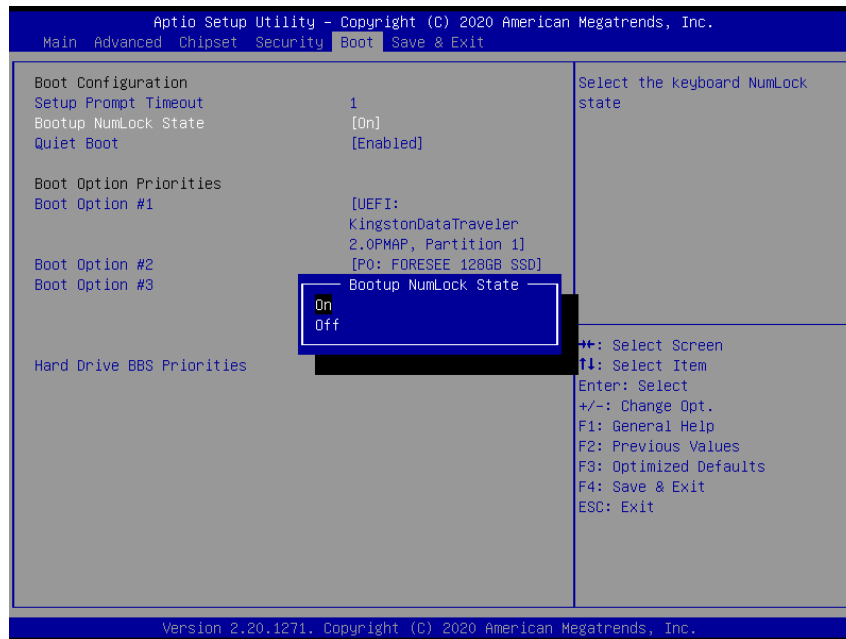 Aptio Setup Utility – Copyright (C) 2020 American Megatrends, Inc.
Main Advanced Chipset Security Boot Save & Exit
Boot Configuration
Setup Prompt Timeout 1
Bootup NumLock State [On]
Quiet Boot [Enabled]
Boot Option Priorities
Boot Option #1 [UEFI:
KingstonDataTraveler
2.0PMAP, Partition 1]
Boot Option #2 [P0: FORESEE 128GB SSD]
Boot Option #3
Hard Drive BBS Priorities
Bootup NumLock State
On
Off
Select the keyboard NumLock
state
→←: Select Screen
↑↓: Select Item
Enter: Select
+/-: Change Opt.
F1: General Help
F2: Previous Values
F3: Optimized Defaults
F4: Save & Exit
ESC: Exit
Version 2.20.1271. Copyright (C) 2020 American Megatrends, Inc.